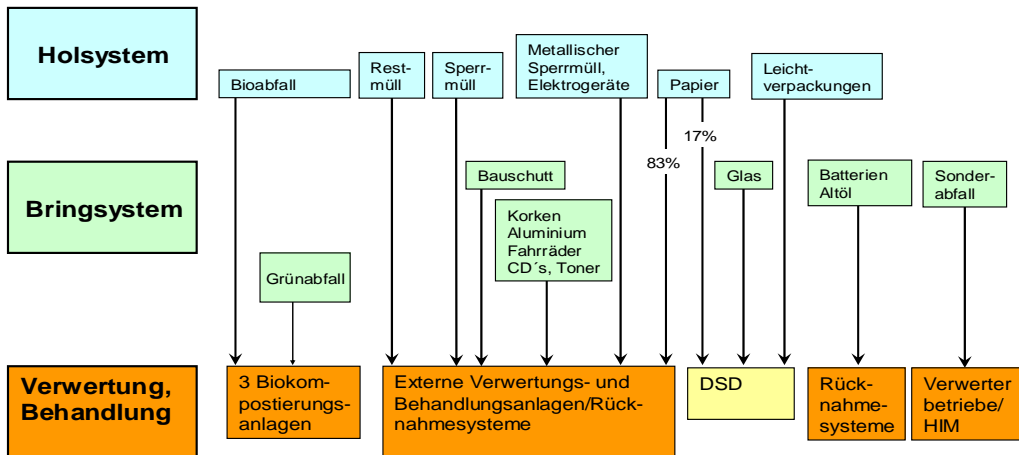 Holsystem
Bioabfall
Rest-
müll
Sperr-
müll
Metallischer
Sperrmüll,
Elektrogeräte
Papier
Leicht-
verpackungen
17%
83%
Bringsystem
Bauschutt
Glas
Batterien
Altöl
Sonder-
abfall
Korken
Aluminium
Fahrräder
CD´s, Toner
Grünabfall
Verwertung,
Behandlung
3 Biokom-
postierungs-
anlagen
Externe Verwertungs- und
Behandlungsanlagen/Rück-
nahmesysteme
DSD
Rück-
nahme-
systeme
Verwerter
betriebe/
HIM